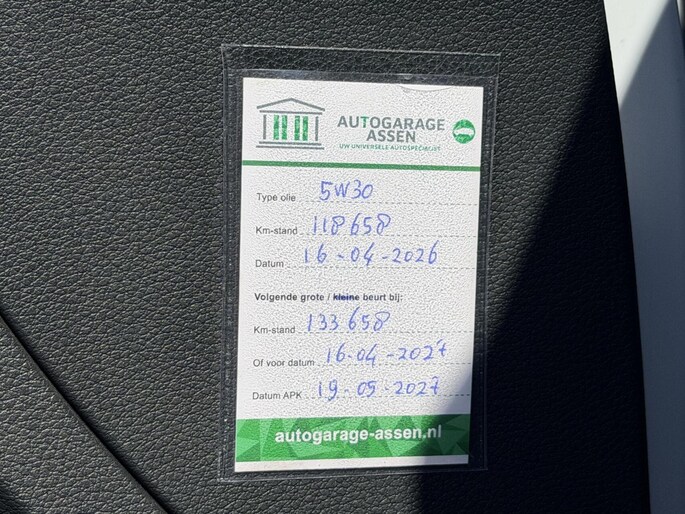 AUTOGARAGE
ASSEN
UW UNIVERSELE AUTOSPECIALIST
Type olie 5W30
Km-stand 118658
Datum 16-04-2026
Volgende grote / kleine beurt bij:
Km-stand 133658
Of voor datum 16-04-2027
Datum APK 19-05-2027
autogarage-assen.nl